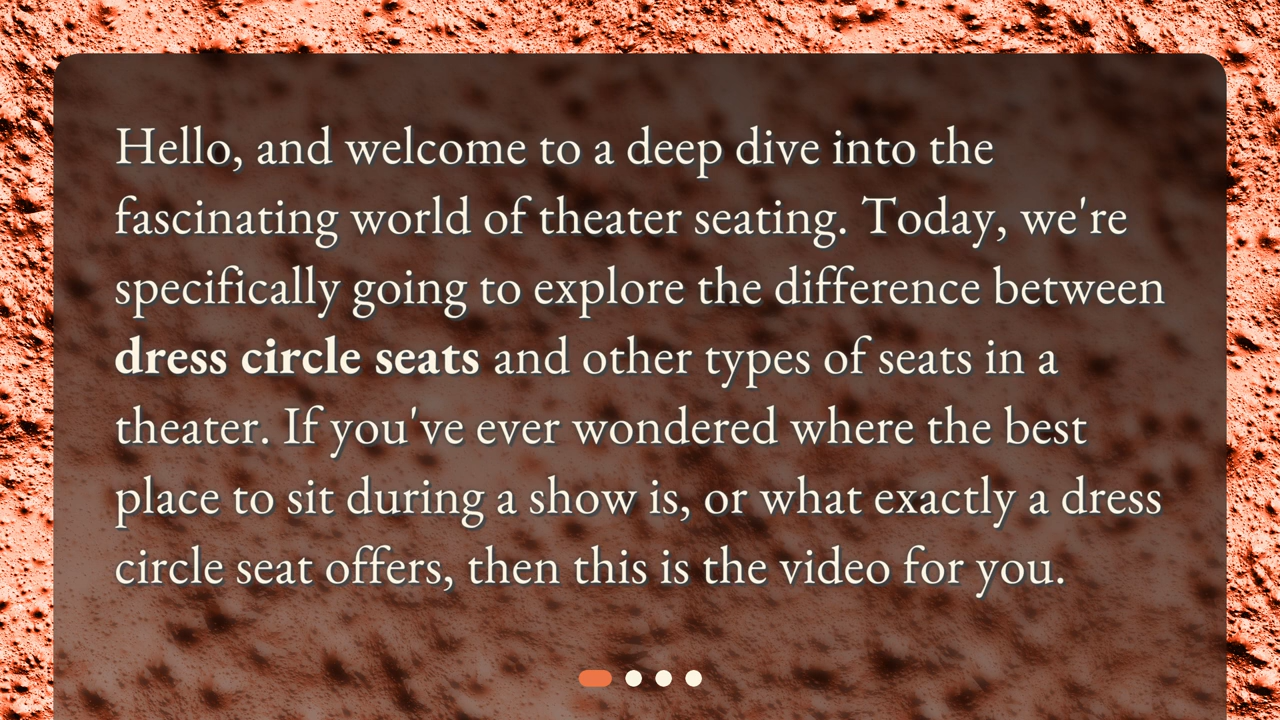 Hello, and welcome to a deep dive into the
fascinating world of theater seating. Today, we're
specifically going to explore the difference between
dress circle seats and other types of seats in a
theater. If you've ever wondered where the best
place to sit during a show is, or what exactly a dress
circle seat offers, then this is the video for you.